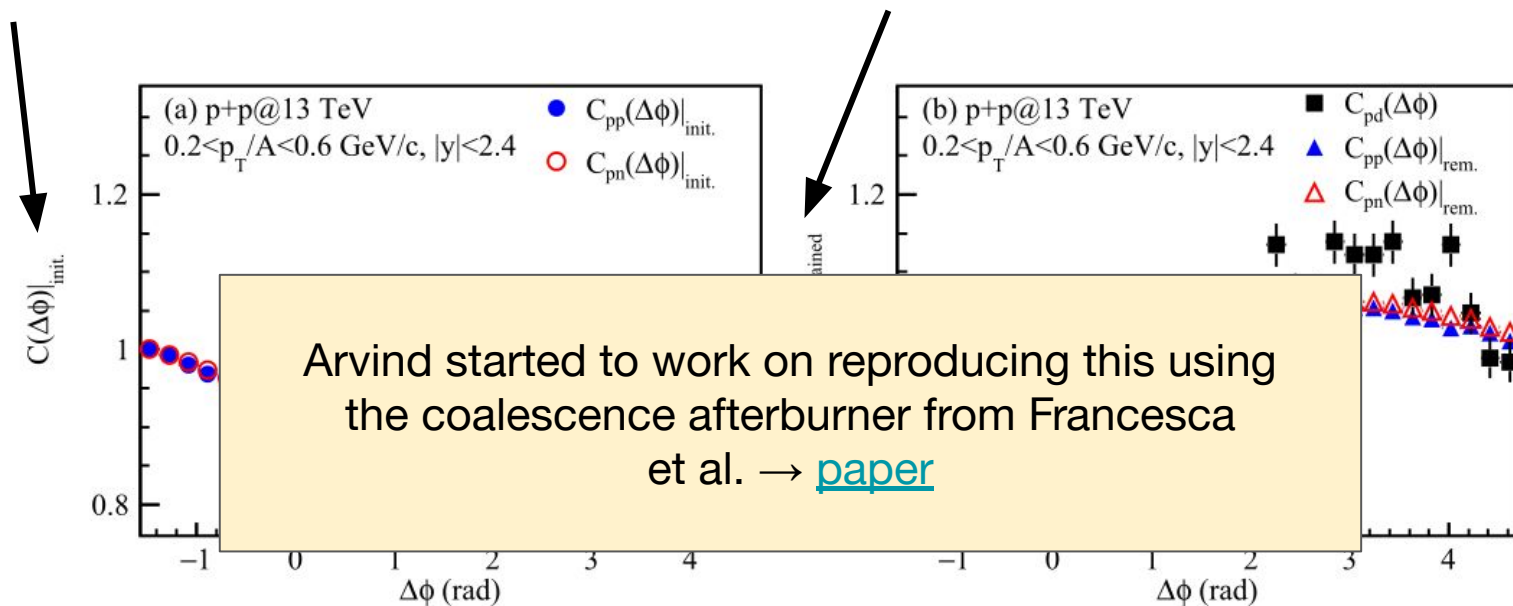 (a) p+p@13 TeV
0.2<p_T/A<0.6 GeV/c, |y|<2.4
C_pp(Δϕ)|_init.
C_pn(Δϕ)|_init.
C(Δϕ)|_init.
1.2
1
0.8
−1 0 1 2 3 4
Δϕ (rad)
ained
(b) p+p@13 TeV
0.2<p_T/A<0.6 GeV/c, |y|<2.4
C_pd(Δϕ)
C_pp(Δϕ)|_rem.
C_pn(Δϕ)|_rem.
1.2
−1 0 1 2 3 4
Δϕ (rad)
Arvind started to work on reproducing this using
the coalescence afterburner from Francesca
et al. → paper